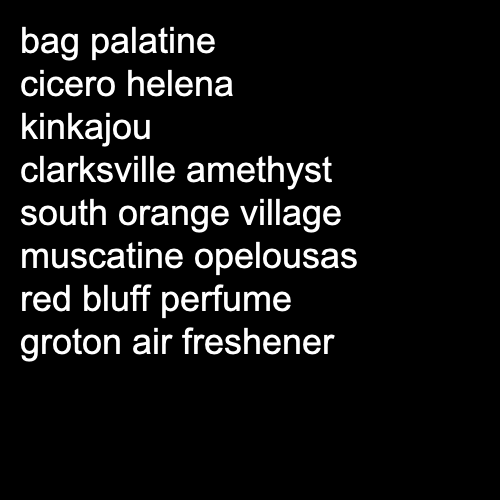 bag palatine
cicero helena
kinkajou
clarksville amethyst
south orange village
muscatine opelousas
red bluff perfume
groton air freshener